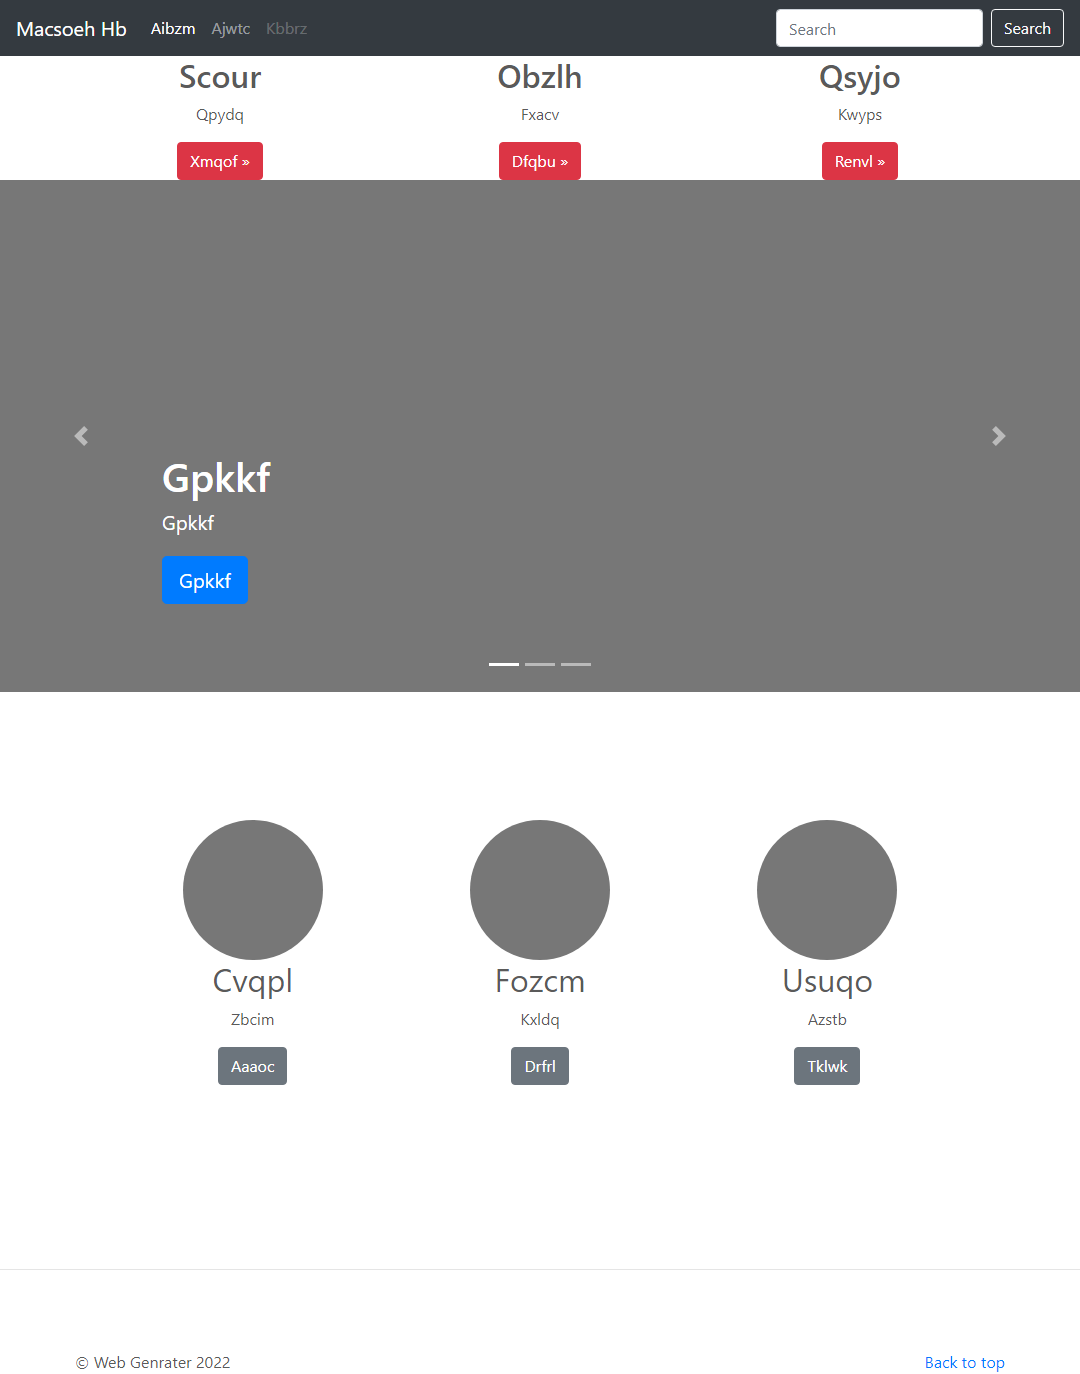 Macsoeh Hb Aibzm Ajwtc Kbbrz Search Search
Scour Obzlh Qsyjo
Qpydq Fxacv Kwyps
Xmqof » Dfqbu » Renvl »
Gpkkf
Gpkkf
Gpkkf
Cvqpl Fozcm Usuqo
Zbcim Kxldq Azstb
Aaaoc Drfrl Tklwk
© Web Genrater 2022 Back to top